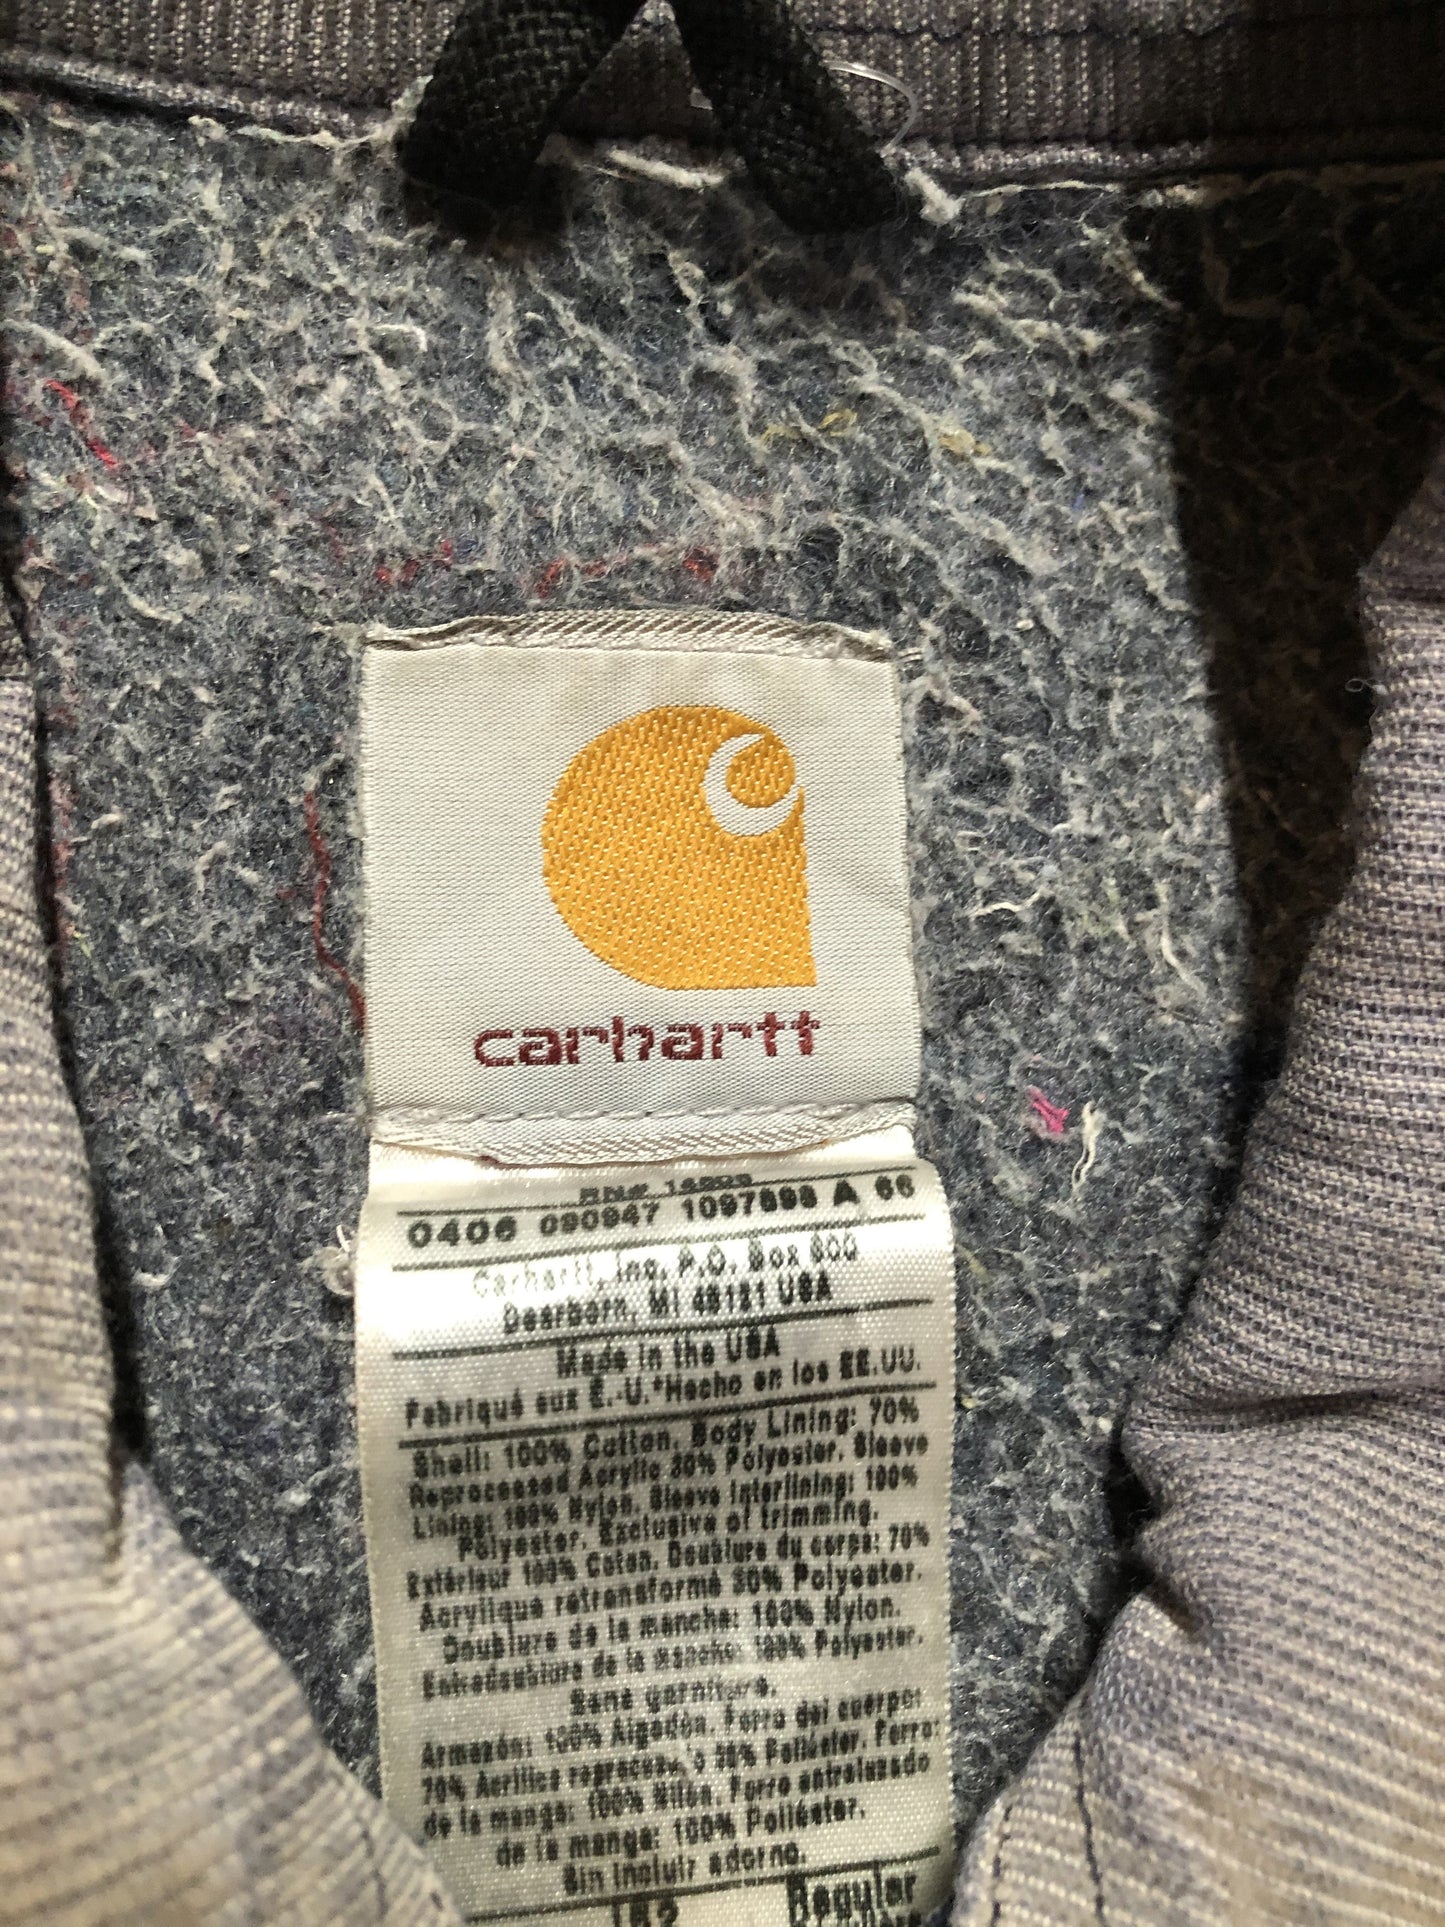 carhartt
RN# 14806
0406 090947 1097898 A 66
Carhartt, Inc. P.O. Box 600
Dearborn, MI 48121 USA
Made in the USA
Fabriqué aux É.-U.*Hecho en los EE.UU.
Shell: 100% Cotton. Body Lining: 70%
Reprocessed Acrylic 30% Polyester. Sleeve
Lining: 100% Nylon. Sleeve Interlining: 100%
Polyester. Exclusive of trimming.
Extérieur 100% Coton. Doublure du corps: 70%
Acrylique retransformé 30% Polyester.
Doublure de la manche: 100% Nylon.
Entredoublure de la manche: 100% Polyester.
Sans garniture.
Armazón: 100% Algodón. Forro del cuerpo:
70% Acrílico reprocesado 30% Poliéster. Forro:
de la manga: 100% Nilón. Forro entrelazado
de la manga: 100% Poliéster.
Sin incluir adorno.
Regular